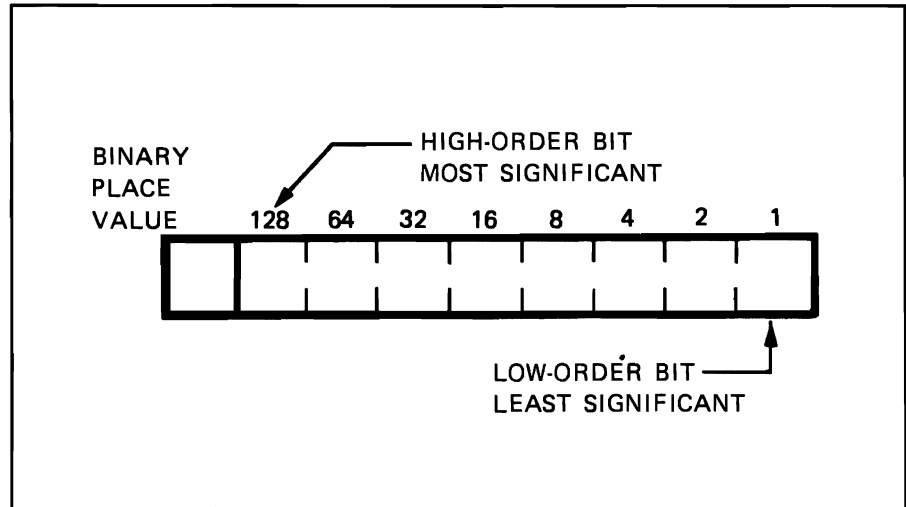 HIGH-ORDER BIT
MOST SIGNIFICANT
BINARY
PLACE
VALUE 128 64 32 16 8 4 2 1
LOW-ORDER BIT
LEAST SIGNIFICANT